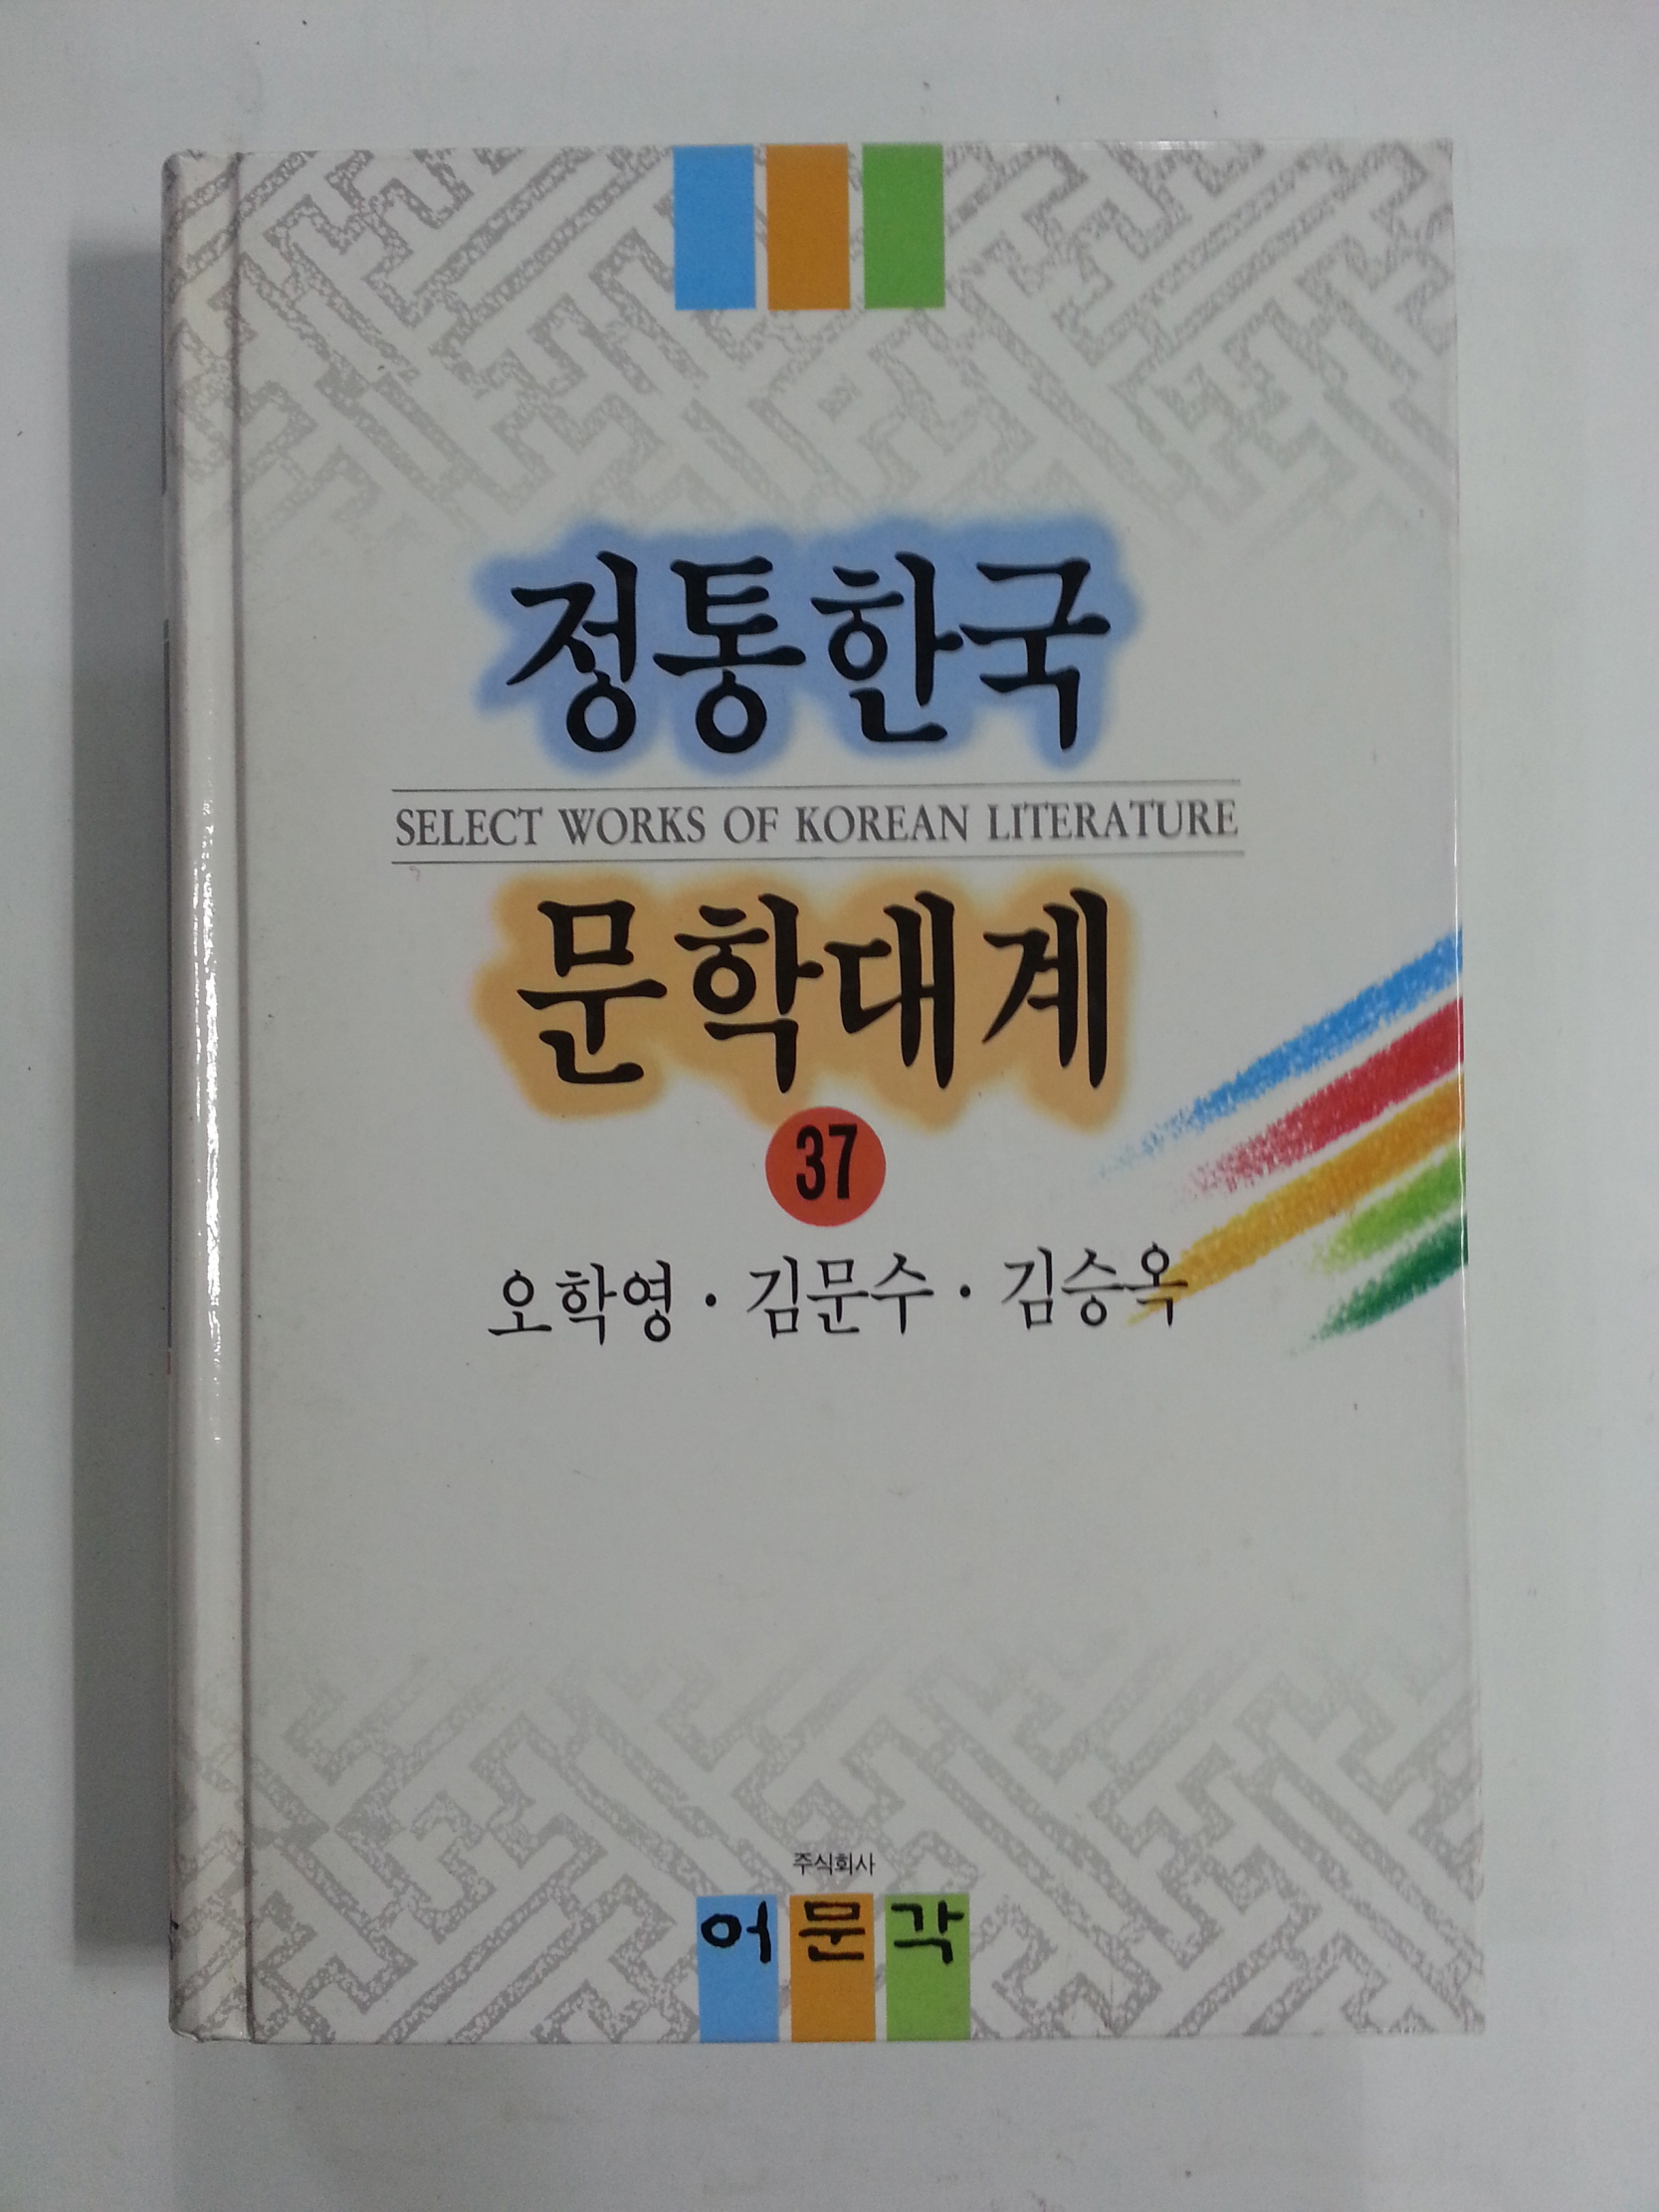 정통한국
SELECT WORKS OF KOREAN LITERATURE
문학대계
37
오학영 · 김문수 · 김승옥
주식회사
어문각